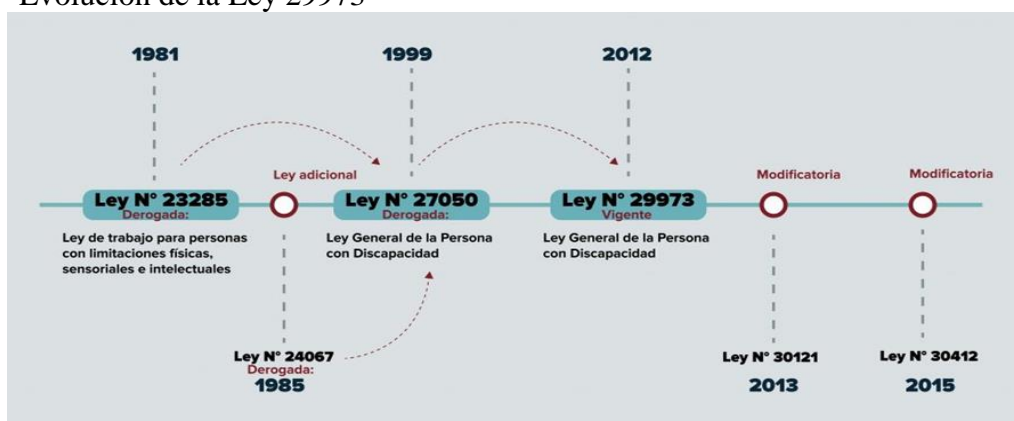 Evolución de la Ley 29973
1981
1999
2012
Ley adicional
Modificatoria
Modificatoria
Ley N° 23285
Derogada:
Ley N° 27050
Derogada:
Ley N° 29973
Vigente
Ley de trabajo para personas
con limitaciones físicas,
sensoriales e intelectuales
Ley General de la Persona
con Discapacidad
Ley General de la Persona
con Discapacidad
Ley N° 24067
Derogada:
1985
Ley N° 30121
2013
Ley N° 30412
2015